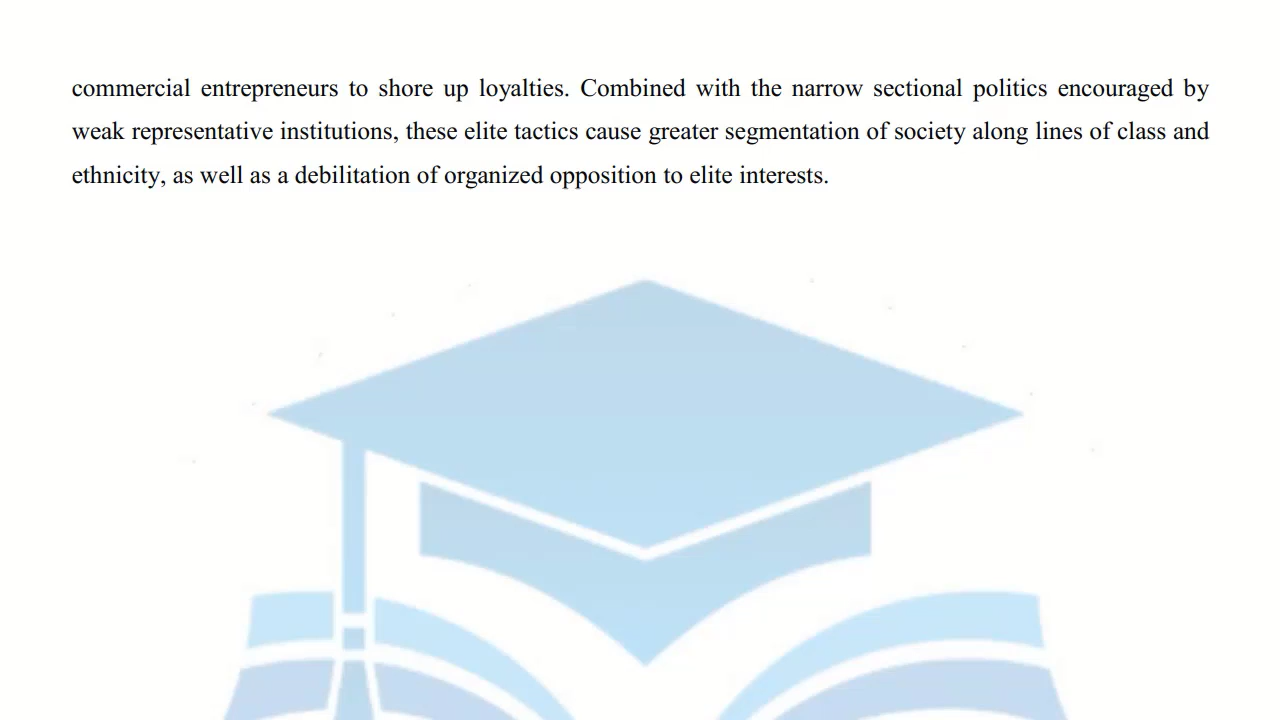 commercial entrepreneurs to shore up loyalties. Combined with the narrow sectional politics encouraged by
weak representative institutions, these elite tactics cause greater segmentation of society along lines of class and
ethnicity, as well as a debilitation of organized opposition to elite interests.